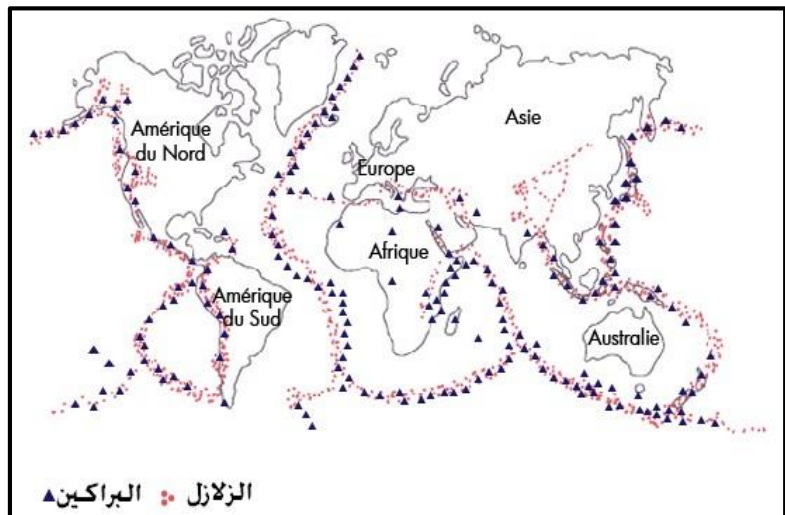 Asie
Amérique
du Nord
Europe
Afrique
Amérique
du Sud
Australie
الزلازل
البراكين